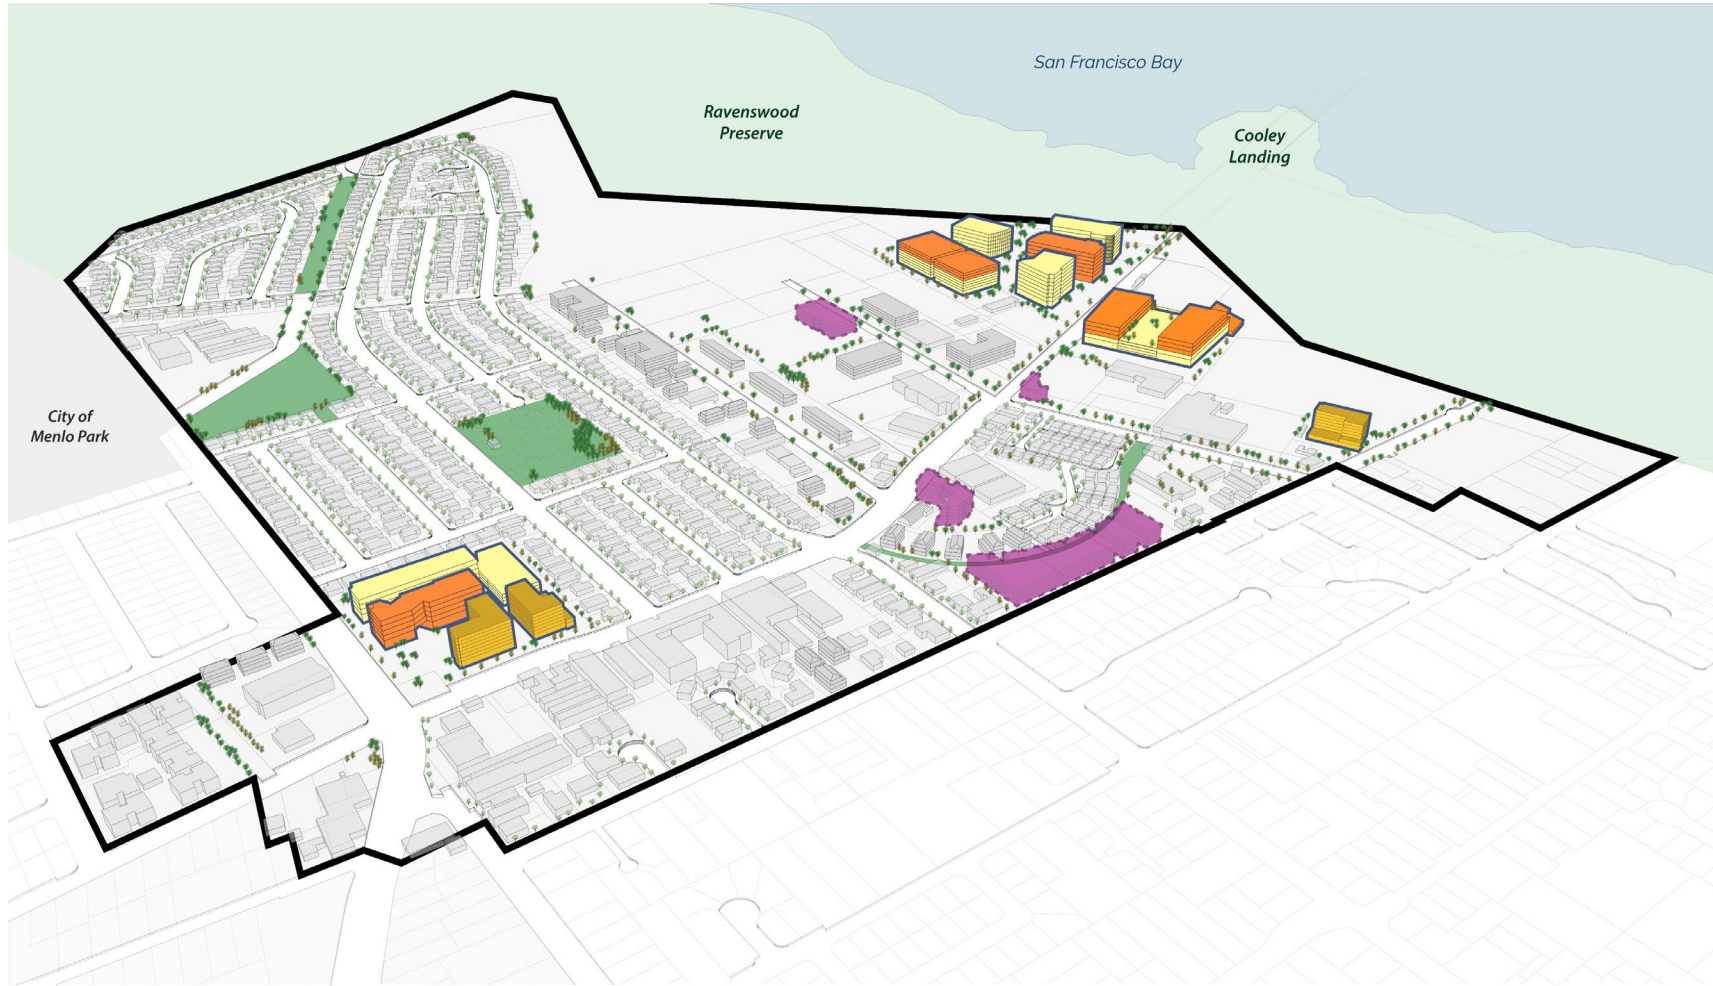 San Francisco Bay
Ravenswood
Preserve
Cooley
Landing
City of
Menlo Park